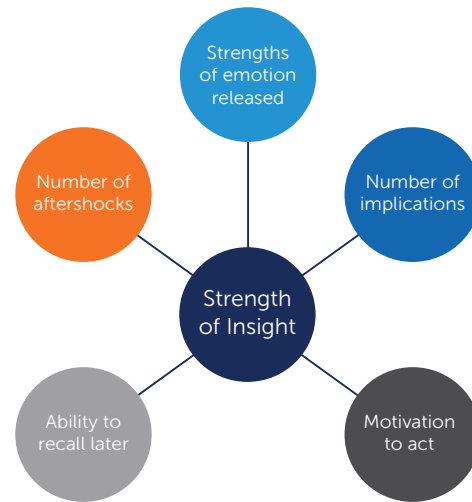 Strengths
of emotion
released
Number of
aftershocks
Number of
implications
Strength
of Insight
Ability to
recall later
Motivation
to act